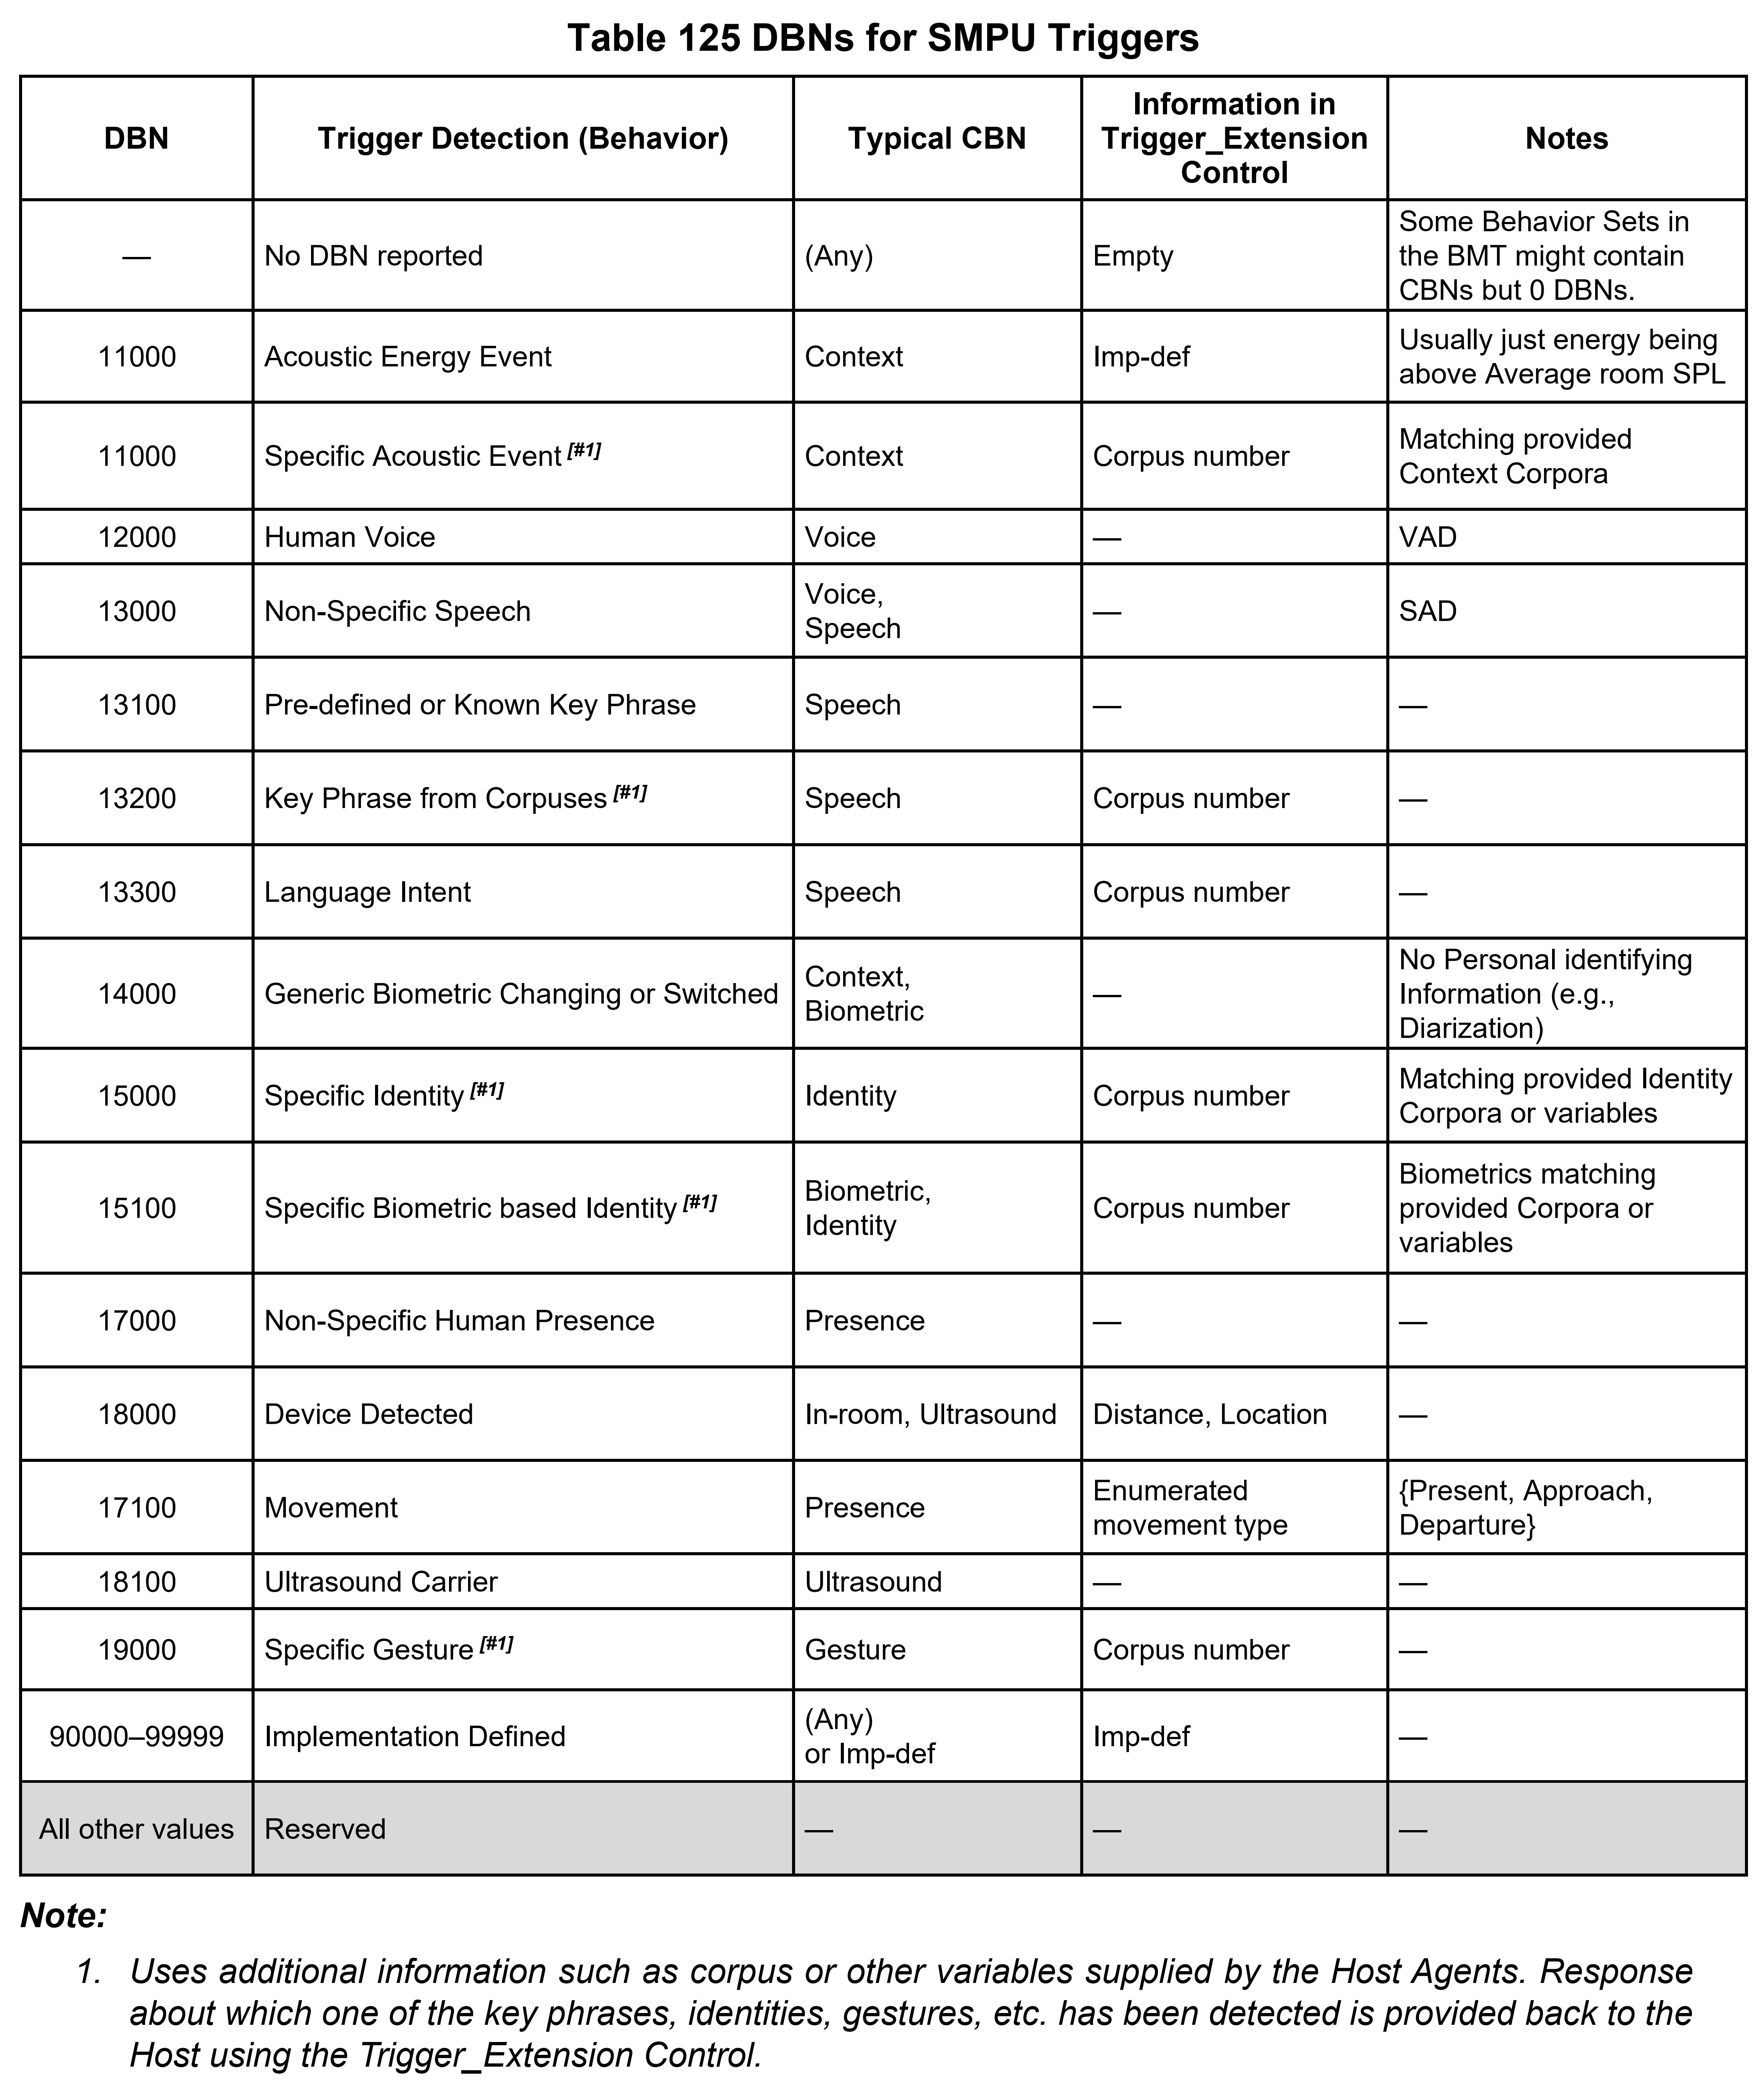 Table 125 DBNs for SMPU Triggers
DBN
Trigger Detection (Behavior)
Typical CBN
Information in
Trigger_Extension
Control
Notes
—
No DBN reported
(Any)
Empty
Some Behavior Sets in
the BMT might contain
CBNs but 0 DBNs.
11000
Acoustic Energy Event
Context
Imp-def
Usually just energy being
above Average room SPL
11000
Specific Acoustic Event [#1]
Context
Corpus number
Matching provided
Context Corpora
12000
Human Voice
Voice
—
VAD
13000
Non-Specific Speech
Voice,
Speech
—
SAD
13100
Pre-defined or Known Key Phrase
Speech
—
—
13200
Key Phrase from Corpuses [#1]
Speech
Corpus number
—
13300
Language Intent
Speech
Corpus number
—
14000
Generic Biometric Changing or Switched
Context,
Biometric
—
No Personal identifying
Information (e.g.,
Diarization)
15000
Specific Identity [#1]
Identity
Corpus number
Matching provided Identity
Corpora or variables
15100
Specific Biometric based Identity [#1]
Biometric,
Identity
Corpus number
Biometrics matching
provided Corpora or
variables
17000
Non-Specific Human Presence
Presence
—
—
18000
Device Detected
In-room, Ultrasound
Distance, Location
—
17100
Movement
Presence
Enumerated
movement type
{Present, Approach,
Departure}
18100
Ultrasound Carrier
Ultrasound
—
—
19000
Specific Gesture [#1]
Gesture
Corpus number
—
90000–99999
Implementation Defined
(Any)
or Imp-def
Imp-def
—
All other values
Reserved
—
—
—
Note:
1. Uses additional information such as corpus or other variables supplied by the Host Agents. Response
about which one of the key phrases, identities, gestures, etc. has been detected is provided back to the
Host using the Trigger_Extension Control.